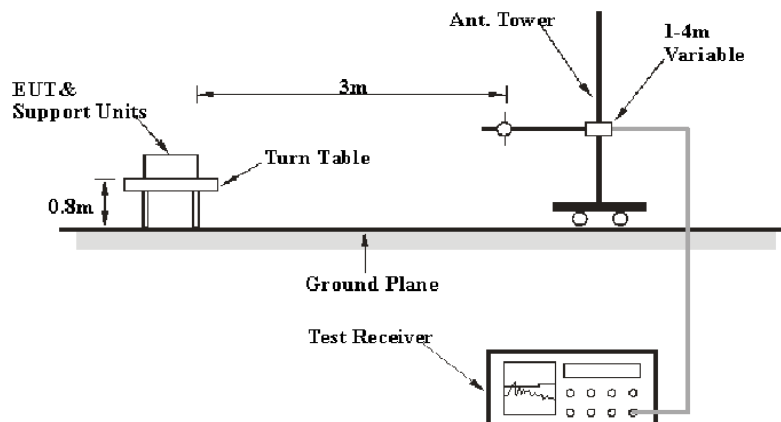 Ant. Tower
1-4m
Variable
EUT &
Support Units
3m
Turn Table
0.8m
Ground Plane
Test Receiver